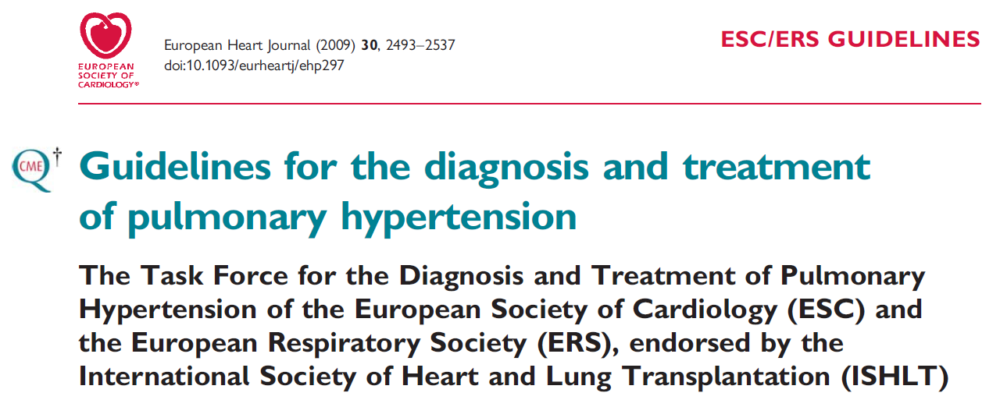 EUROPEAN
SOCIETY OF
CARDIOLOGY®
European Heart Journal (2009) 30, 2493–2537
doi:10.1093/eurheartj/ehp297
ESC/ERS GUIDELINES
CME †
Guidelines for the diagnosis and treatment
of pulmonary hypertension
The Task Force for the Diagnosis and Treatment of Pulmonary
Hypertension of the European Society of Cardiology (ESC) and
the European Respiratory Society (ERS), endorsed by the
International Society of Heart and Lung Transplantation (ISHLT)